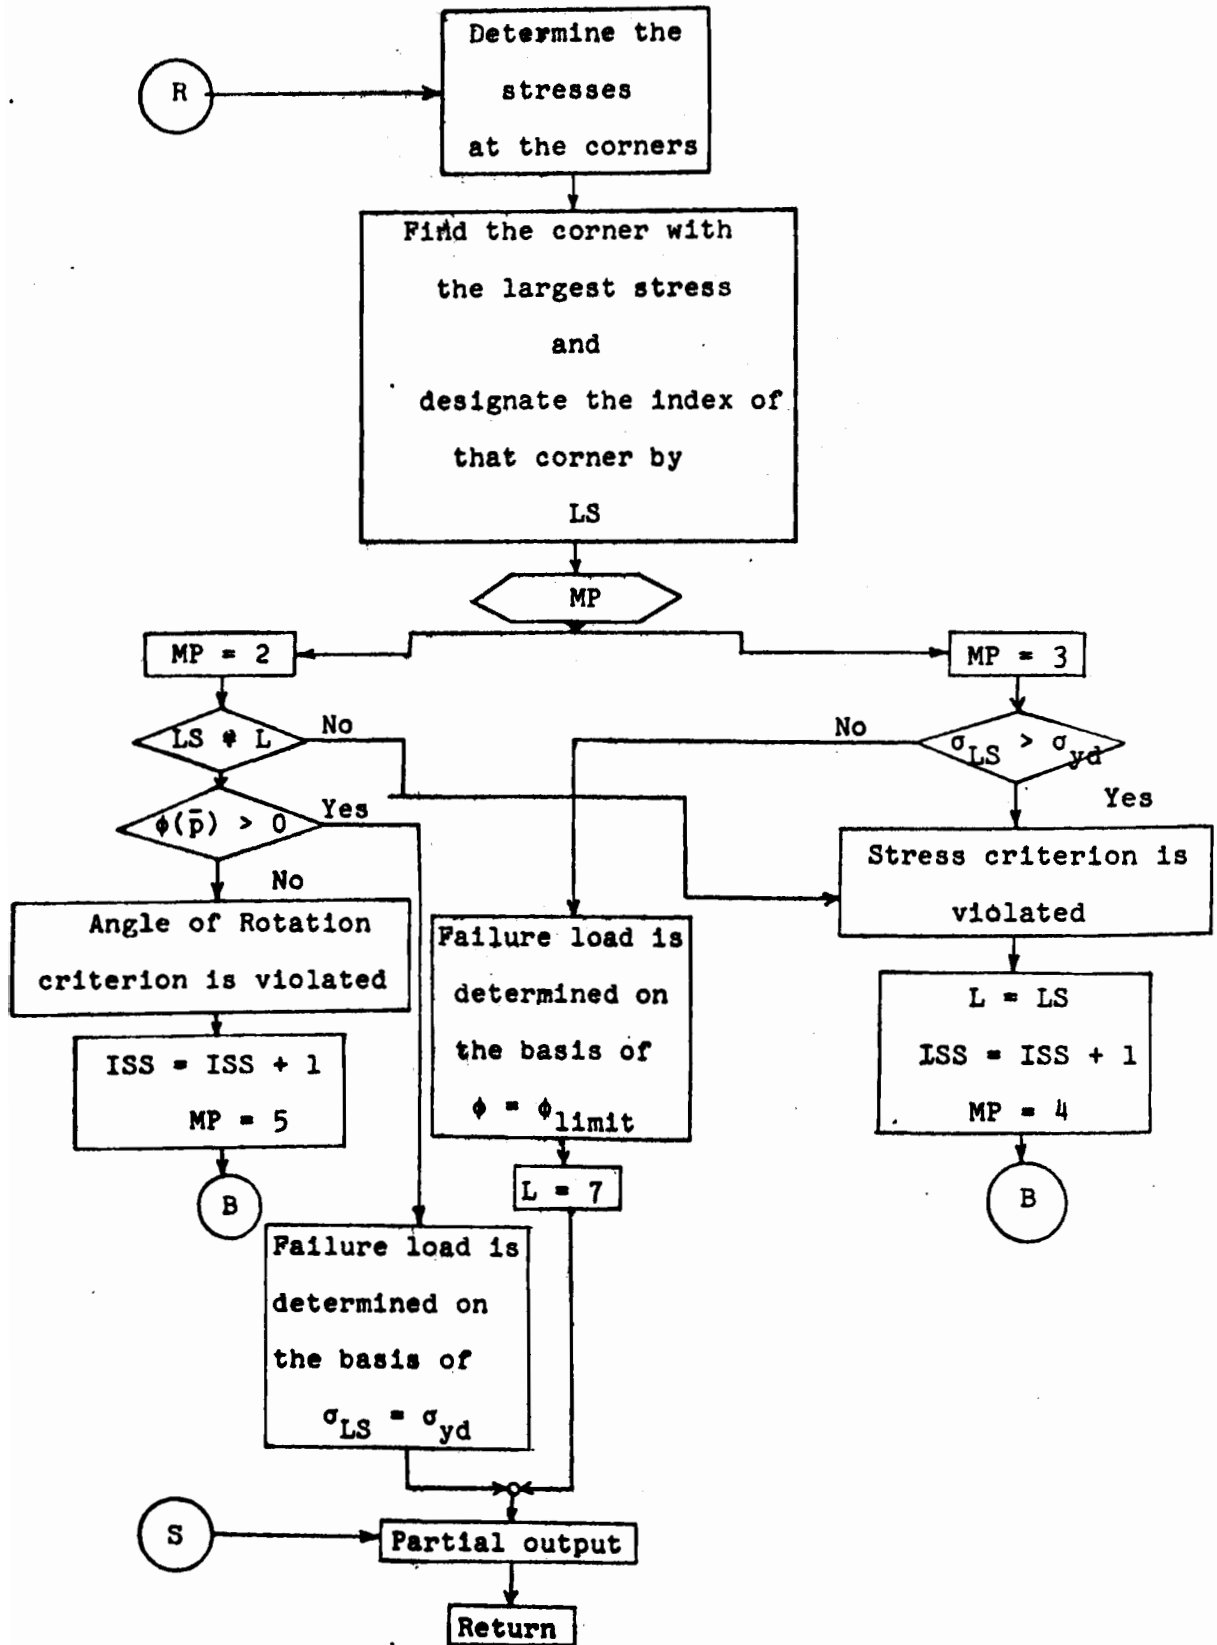 R
Determine the
stresses
at the corners
Find the corner with
the largest stress
and
designate the index of
that corner by
LS
MP
MP = 2
MP = 3
LS ≠ L
No
No
σLS > σyd
Yes
φ(p̄) > 0
Yes
No
Stress criterion is
violated
Angle of Rotation
criterion is violated
Failure load is
determined on
the basis of
φ = φlimit
L = LS
ISS = ISS + 1
MP = 4
ISS = ISS + 1
MP = 5
L = 7
B
B
Failure load is
determined on
the basis of
σLS = σyd
S
Partial output
Return